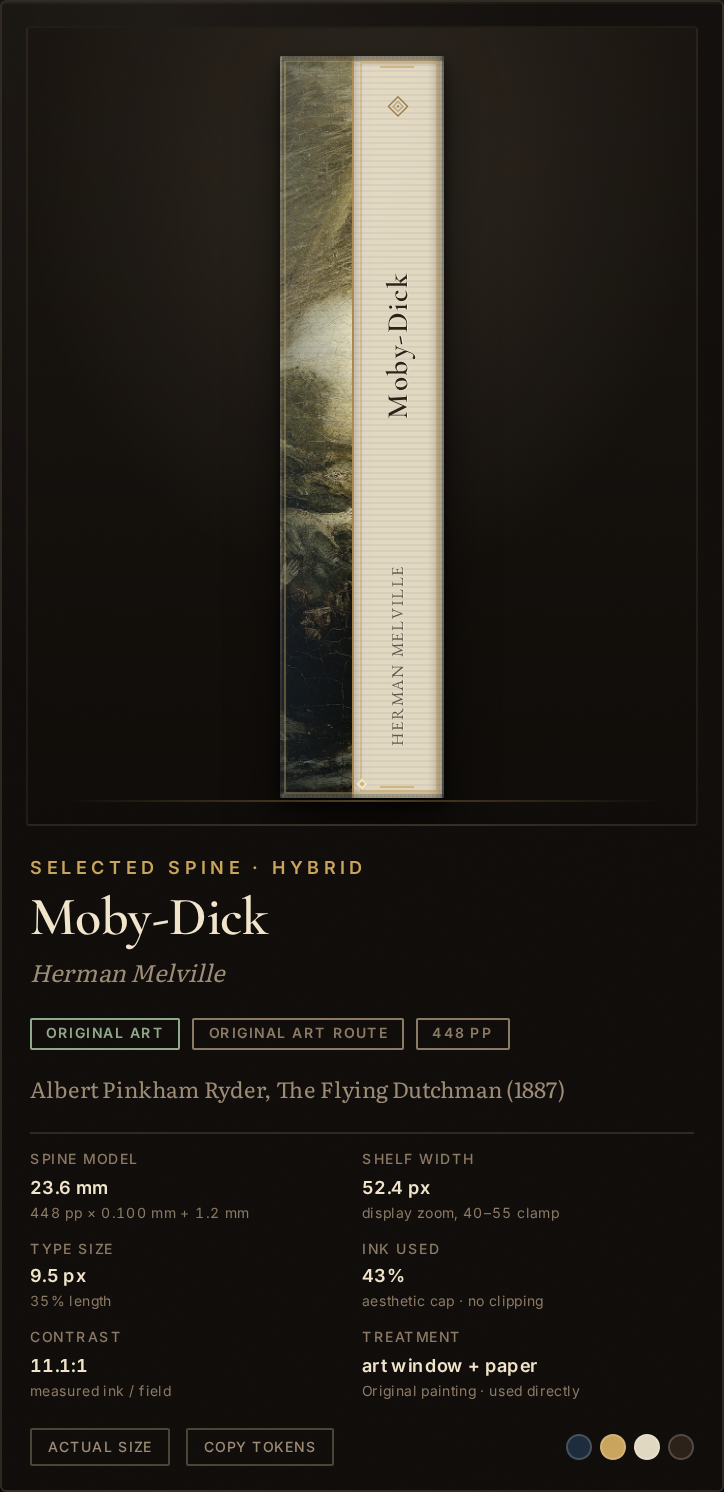 Moby-Dick
HERMAN MELVILLE
SELECTED SPINE · HYBRID
Moby-Dick
Herman Melville
ORIGINAL ART
ORIGINAL ART ROUTE
448 PP
Albert Pinkham Ryder, The Flying Dutchman (1887)
SPINE MODEL
23.6 mm
448 pp × 0.100 mm + 1.2 mm
SHELF WIDTH
52.4 px
display zoom, 40–55 clamp
TYPE SIZE
9.5 px
35% length
INK USED
43%
aesthetic cap · no clipping
CONTRAST
11.1:1
measured ink / field
TREATMENT
art window + paper
Original painting · used directly
ACTUAL SIZE
COPY TOKENS